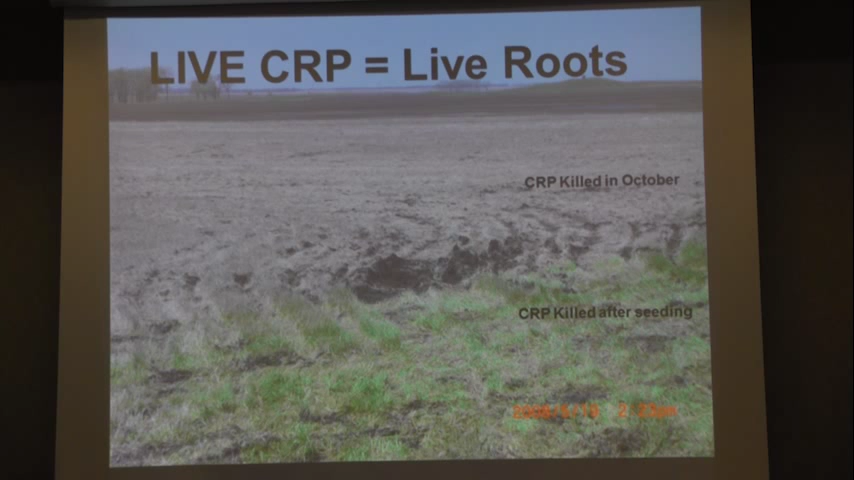 LIVE CRP = Live Roots
CRP Killed in October
CRP Killed after seeding